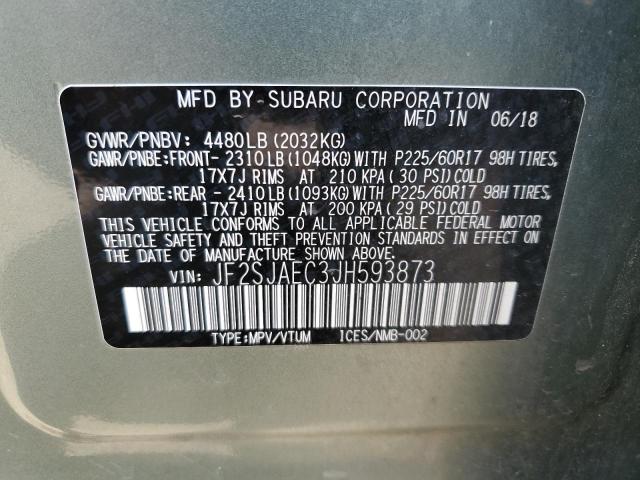 MFD BY SUBARU CORPORATION
MFD IN 06/18
GVWR/PNBV: 4480LB (2032KG)
GAWR/PNBE:FRONT- 2310LB(1048KG)WITH P225/60R17 98H TIRES,
17X7J RIMS AT 210 KPA ( 30 PSI)COLD
GAWR/PNBE:REAR - 2410LB(1093KG)WITH P225/60R17 98H TIRES,
17X7J RIMS AT 200 KPA ( 29 PSI)COLD
THIS VEHICLE CONFORMS TO ALL APPLICABLE FEDERAL MOTOR
VEHICLE SAFETY AND THEFT PREVENTION STANDARDS IN EFFECT
ON THE DATE OF MANUFACTURE SHOWN ABOVE.
VIN: JF2SJAEC3JH593873
TYPE:MPV/VTUM ICES/NMB-002